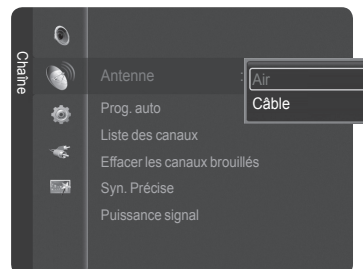 Chaîne
Antenne : Air
Câble
Prog. auto
Liste des canaux
Effacer les canaux brouillés
Syn. Précise
Puissance signal